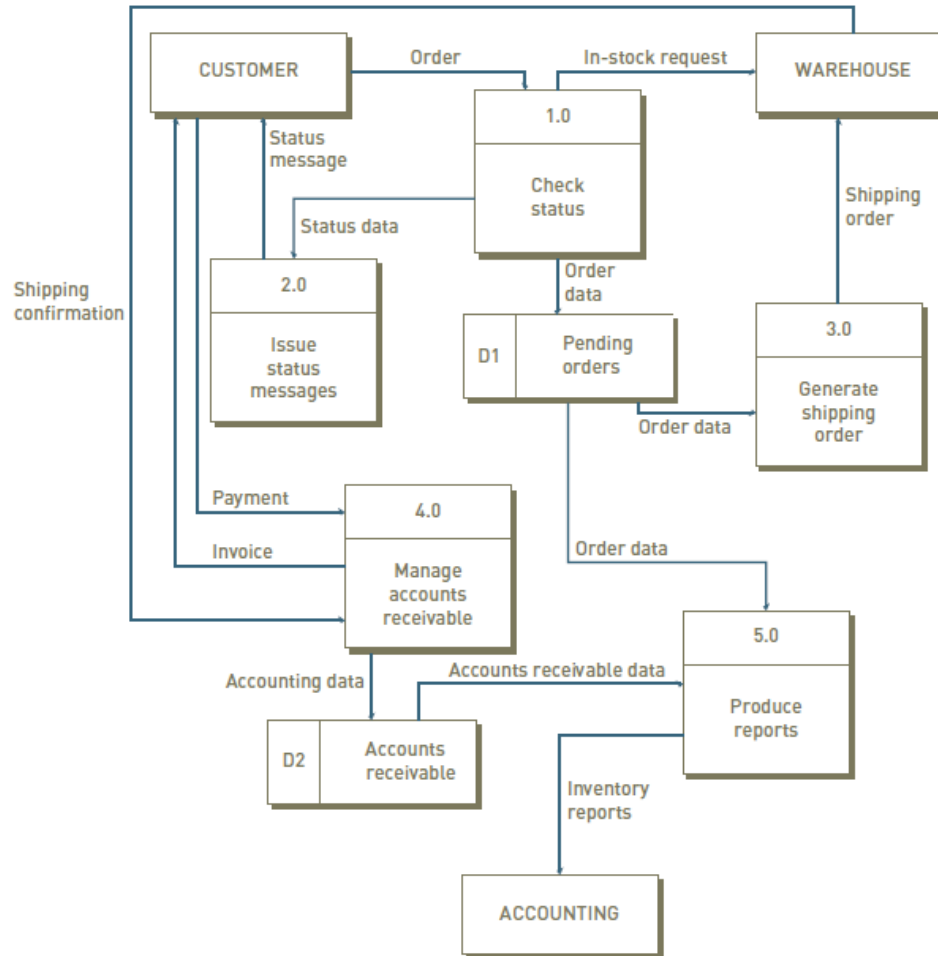 CUSTOMER
Order
In-stock request
WAREHOUSE
1.0
Check
status
Status
message
Shipping
order
Status data
2.0
Issue
status
messages
Order
data
Shipping
confirmation
D1
Pending
orders
3.0
Generate
shipping
order
Order data
Payment
4.0
Manage
accounts
receivable
Invoice
Order data
5.0
Produce
reports
Accounting data
Accounts receivable data
D2
Accounts
receivable
Inventory
reports
ACCOUNTING